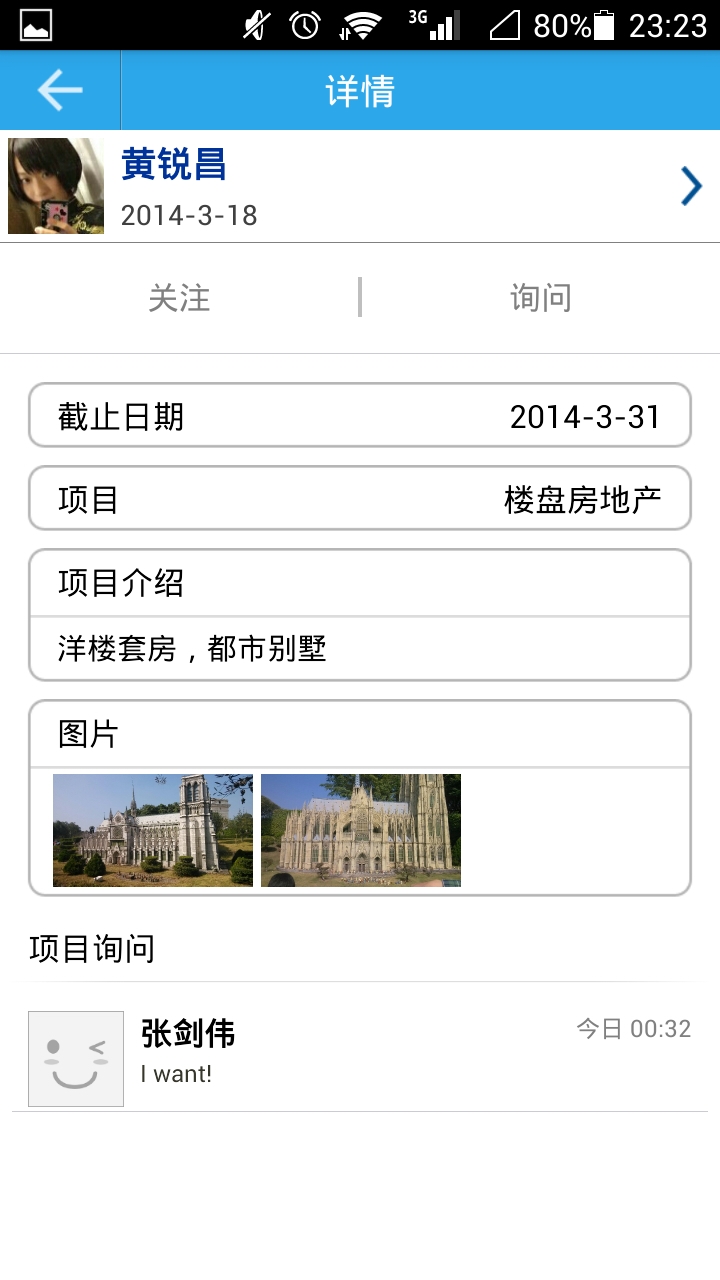 3G 80% 23:23
详情
黄锐昌
2014-3-18
关注 询问
截止日期 2014-3-31
项目 楼盘房地产
项目介绍
洋楼套房，都市别墅
图片
项目询问
张剑伟 今日 00:32
I want!